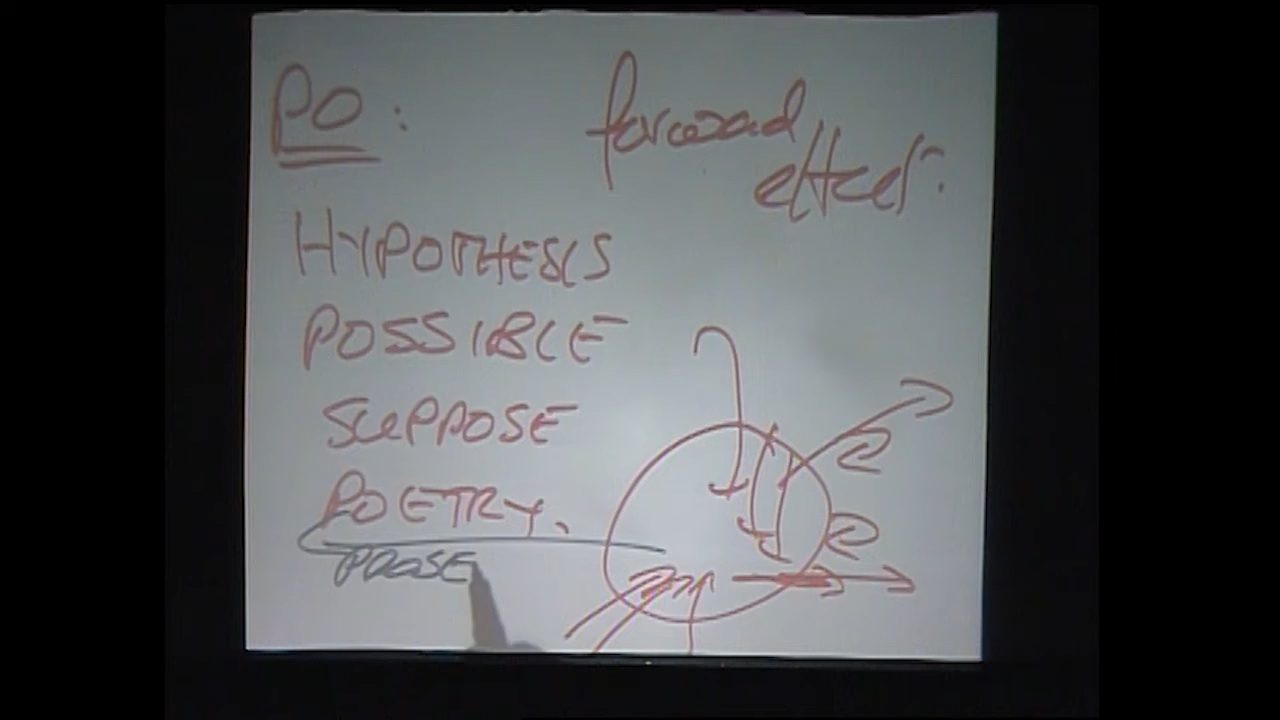 PO:
forward
effect:
HYPOTHESIS
POSSIBLE
SUPPOSE
POETRY.
PROSE